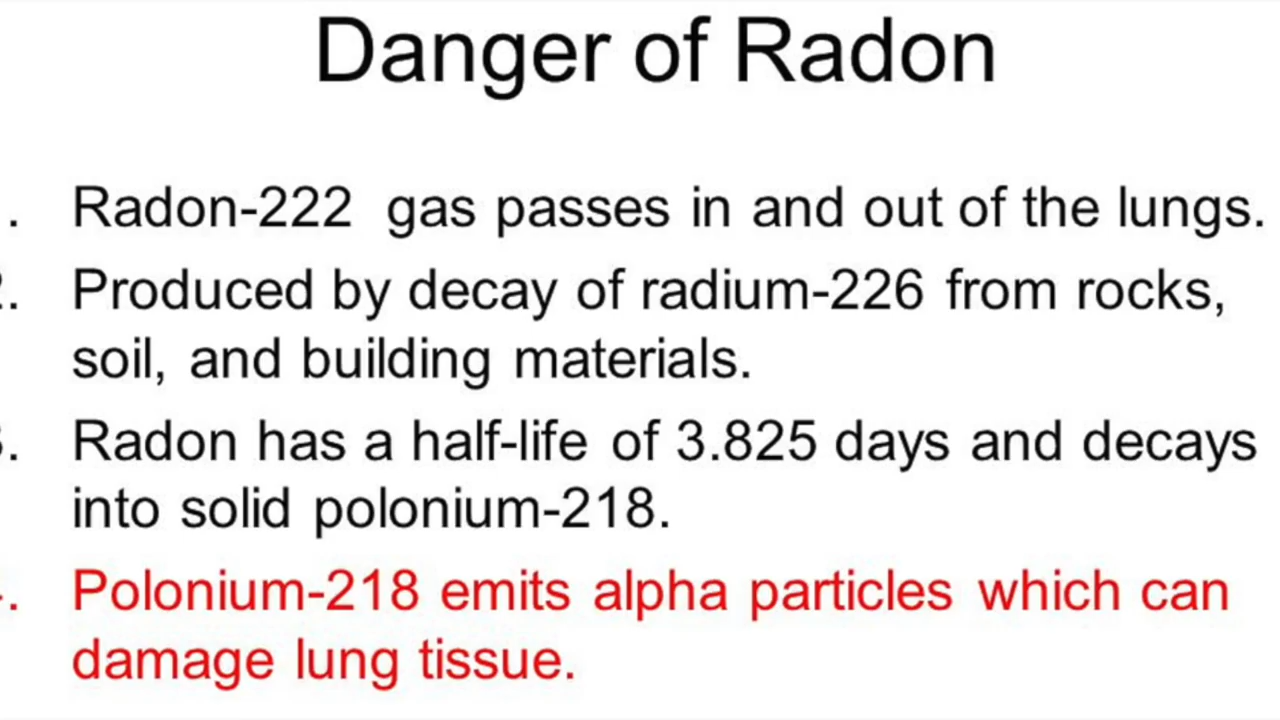 Danger of Radon
. Radon-222 gas passes in and out of the lungs.
2. Produced by decay of radium-226 from rocks,
soil, and building materials.
3. Radon has a half-life of 3.825 days and decays
into solid polonium-218.
. Polonium-218 emits alpha particles which can
damage lung tissue.